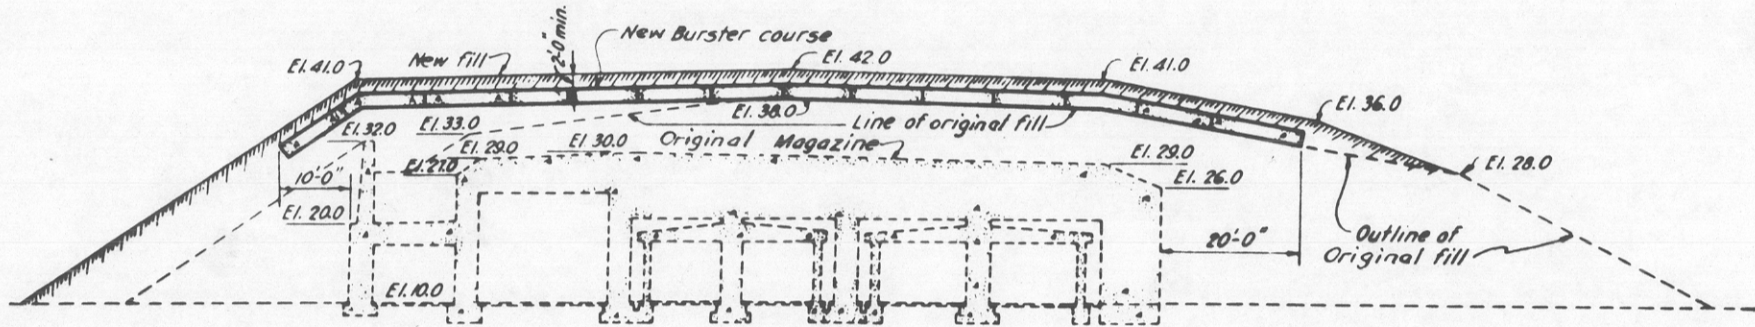 2'-0" min.
New Burster course
New fill
El. 41.0
El. 42.0
El. 41.0
El. 36.0
El. 38.0
Line of original fill
El. 32.0
El. 33.0
Original Magazine
El. 29.0
El. 30.0
El. 29.0
El. 28.0
El. 27.0
El. 26.0
10'-0"
El. 20.0
20'-0"
Outline of
Original fill
El. 10.0